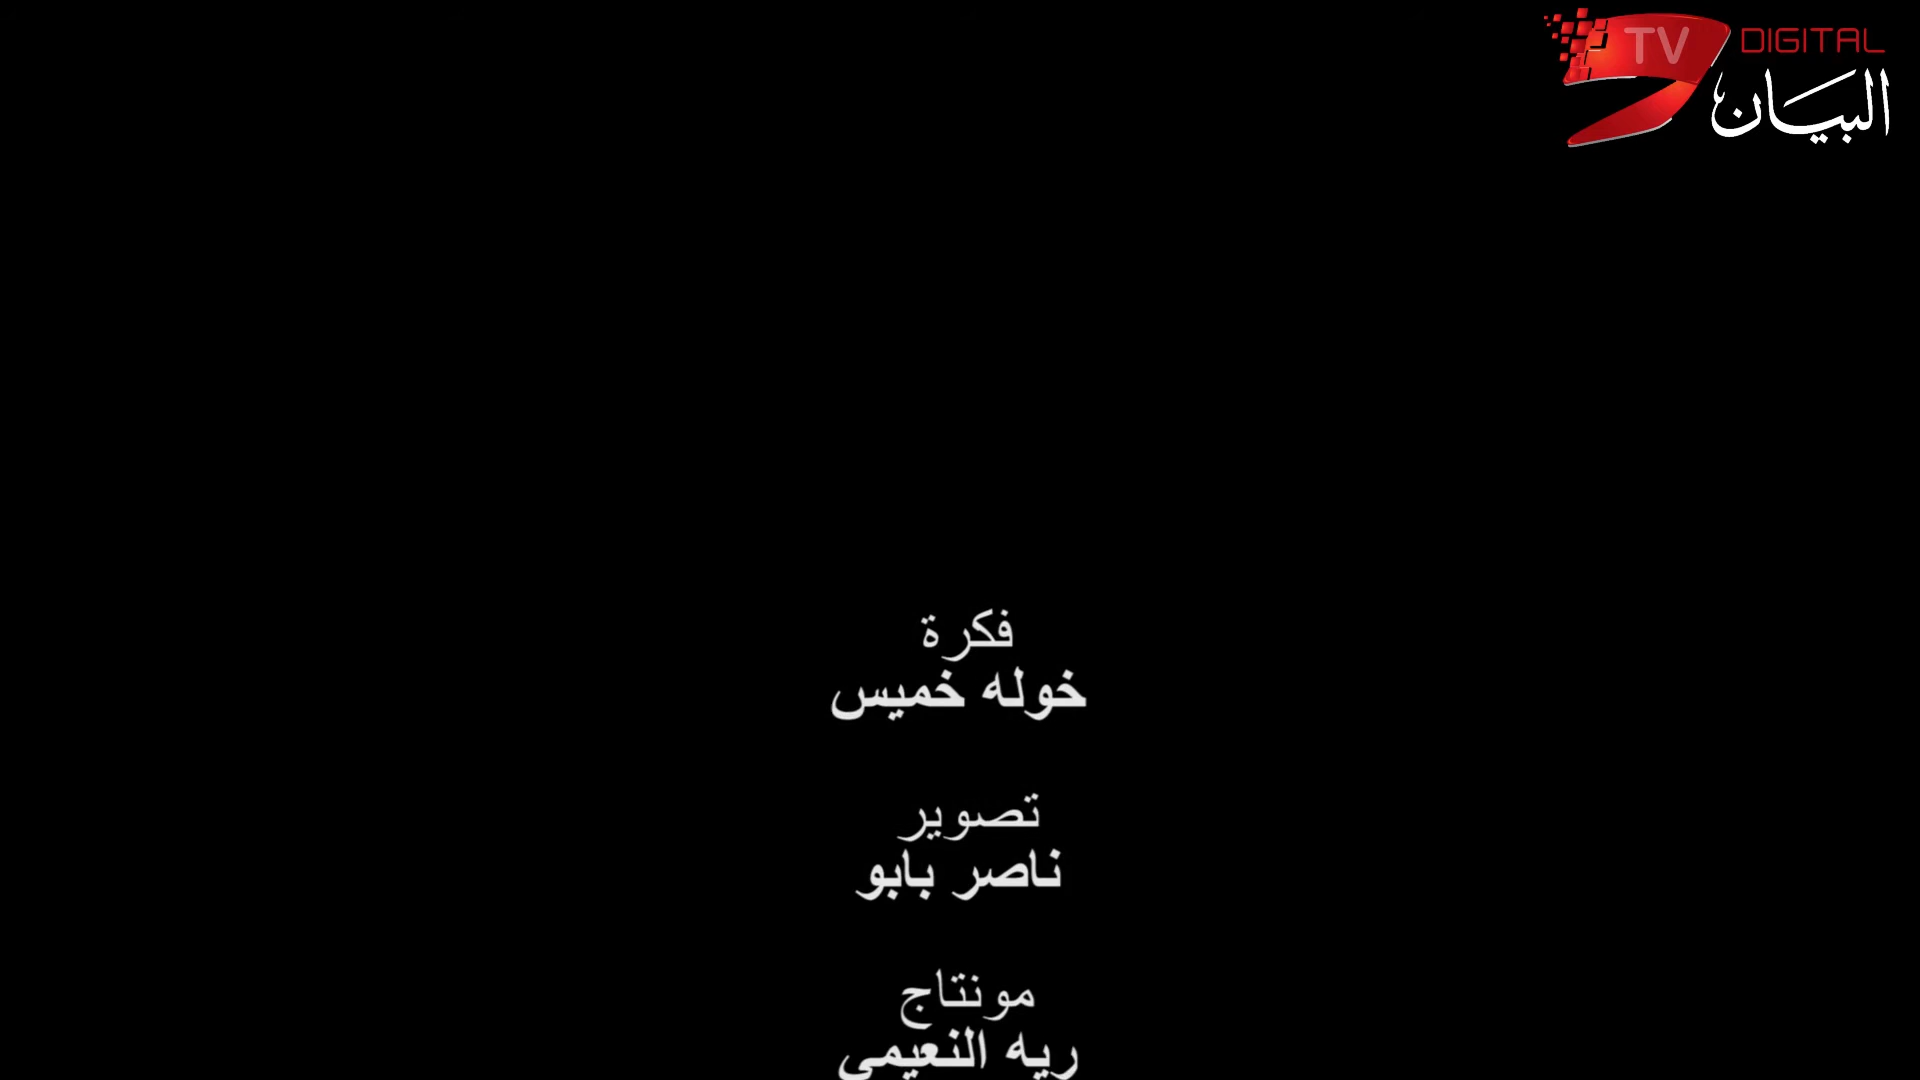 TV DIGITAL
البيان
فكرة
خوله خميس
تصوير
ناصر بابو
مونتاج
ريه النعيمي